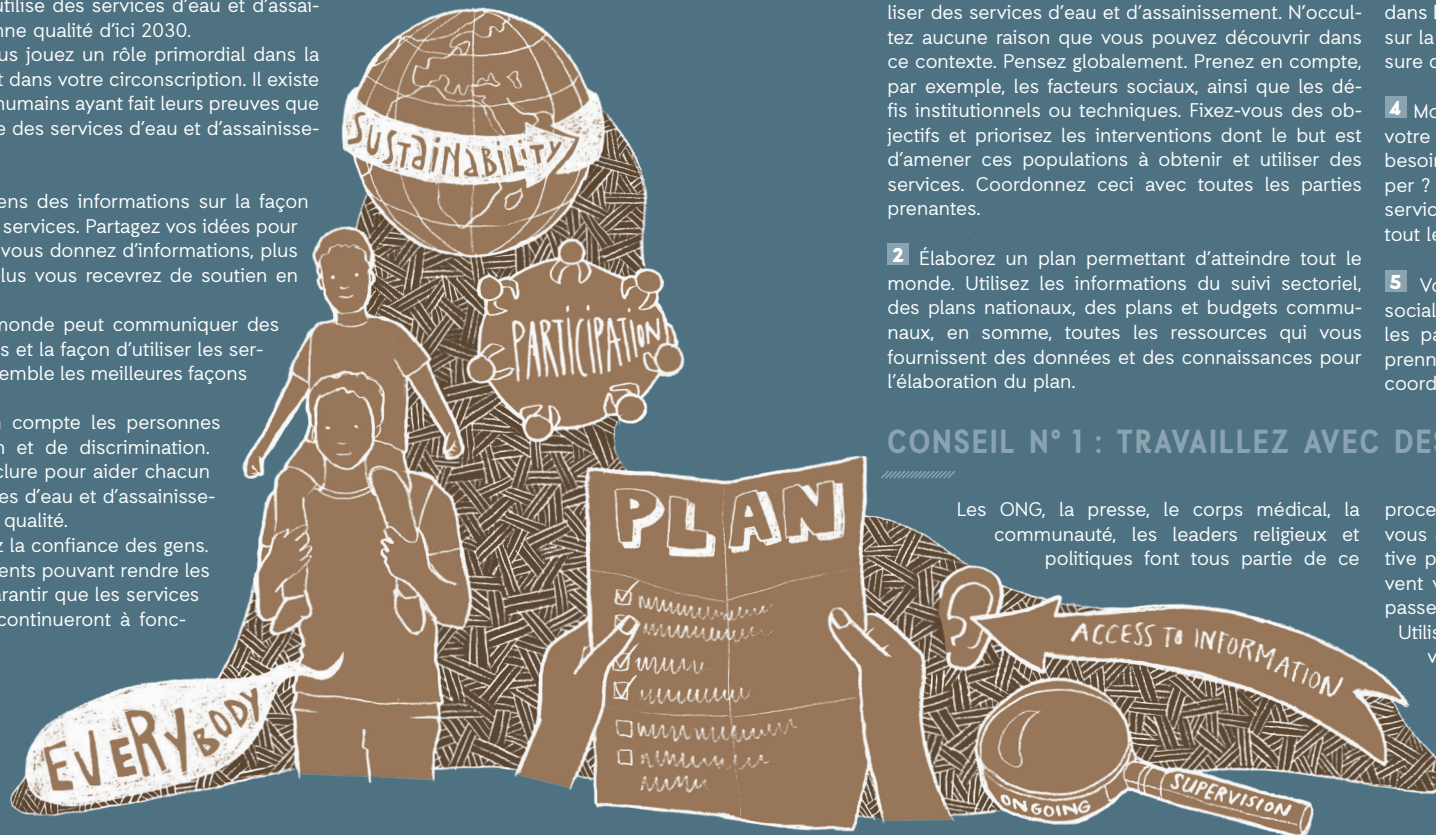 utilise des services d'eau et d'assai-
nne qualité d'ici 2030.
us jouez un rôle primordial dans la
t dans votre circonscription. Il existe
humains ayant fait leurs preuves que
e des services d'eau et d'assainisse-
ens des informations sur la façon
services. Partagez vos idées pour
vous donnez d'informations, plus
lus vous recevrez de soutien en
monde peut communiquer des
s et la façon d'utiliser les ser-
emble les meilleures façons
compte les personnes
n et de discrimination.
clure pour aider chacun
es d'eau et d'assainisse-
qualité.
z la confiance des gens.
ents pouvant rendre les
arantir que les services
continueront à fonc-
SUSTAINABILITY
PARTICIPATION
EVERYBODY
PLAN
ACCESS TO INFORMATION
ONGOING
SUPERVISION
liser des services d'eau et d'assainissement. N'occul-
tez aucune raison que vous pouvez découvrir dans
ce contexte. Pensez globalement. Prenez en compte,
par exemple, les facteurs sociaux, ainsi que les dé-
fis institutionnels ou techniques. Fixez-vous des ob-
jectifs et priorisez les interventions dont le but est
d'amener ces populations à obtenir et utiliser des
services. Coordonnez ceci avec toutes les parties
prenantes.
2 Élaborez un plan permettant d'atteindre tout le
monde. Utilisez les informations du suivi sectoriel,
des plans nationaux, des plans et budgets commu-
naux, en somme, toutes les ressources qui vous
fournissent des données et des connaissances pour
l'élaboration du plan.
CONSEIL N° 1 : TRAVAILLEZ AVEC DES
Les ONG, la presse, le corps médical, la
communauté, les leaders religieux et
politiques font tous partie de ce
dans
sur la
sure
4 Mo
votre
besoin
per ?
servic
tout le
5 Vo
social
les pa
prenn
coord
proce
vous
tive p
vent v
passe
Utilis
v